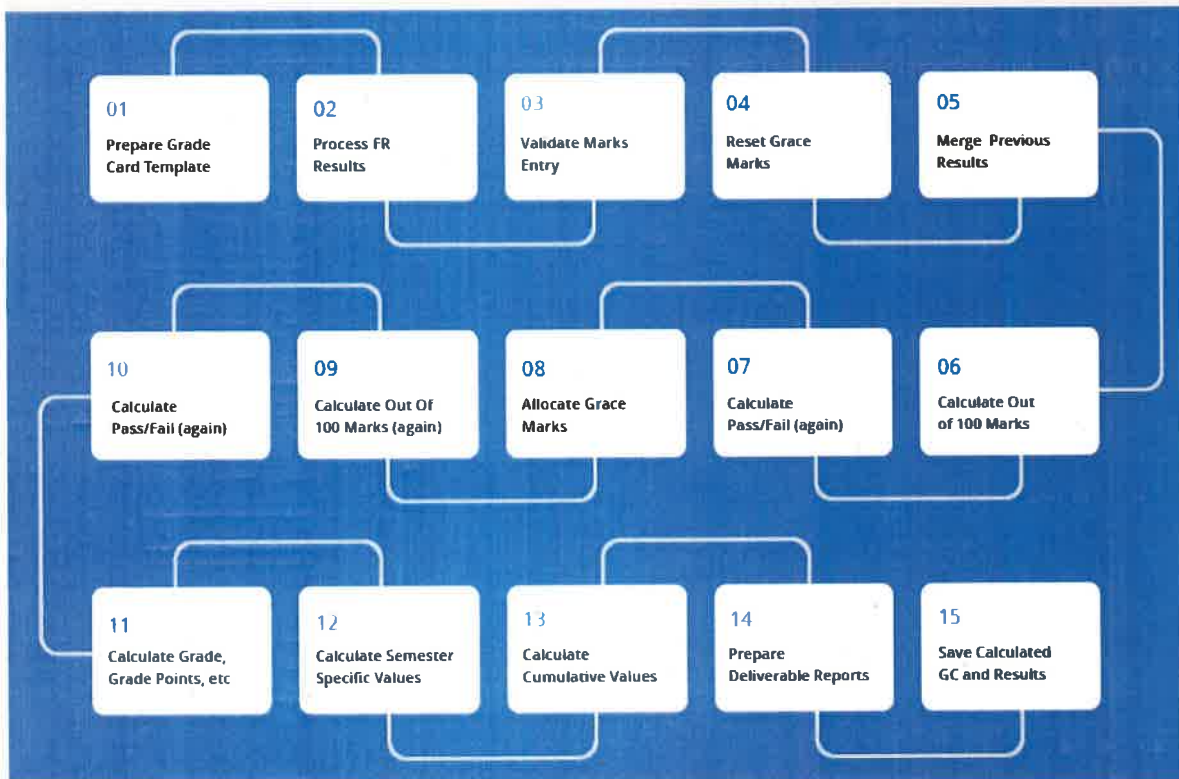 01
Prepare Grade
Card Template
02
Process FR
Results
03
Validate Marks
Entry
04
Reset Grace
Marks
05
Merge Previous
Results
10
Calculate
Pass/Fail (again)
09
Calculate Out Of
100 Marks (again)
08
Allocate Grace
Marks
07
Calculate
Pass/Fail (again)
06
Calculate Out
of 100 Marks
11
Calculate Grade,
Grade Points, etc
12
Calculate Semester
Specific Values
13
Calculate
Cumulative Values
14
Prepare
Deliverable Reports
15
Save Calculated
GC and Results